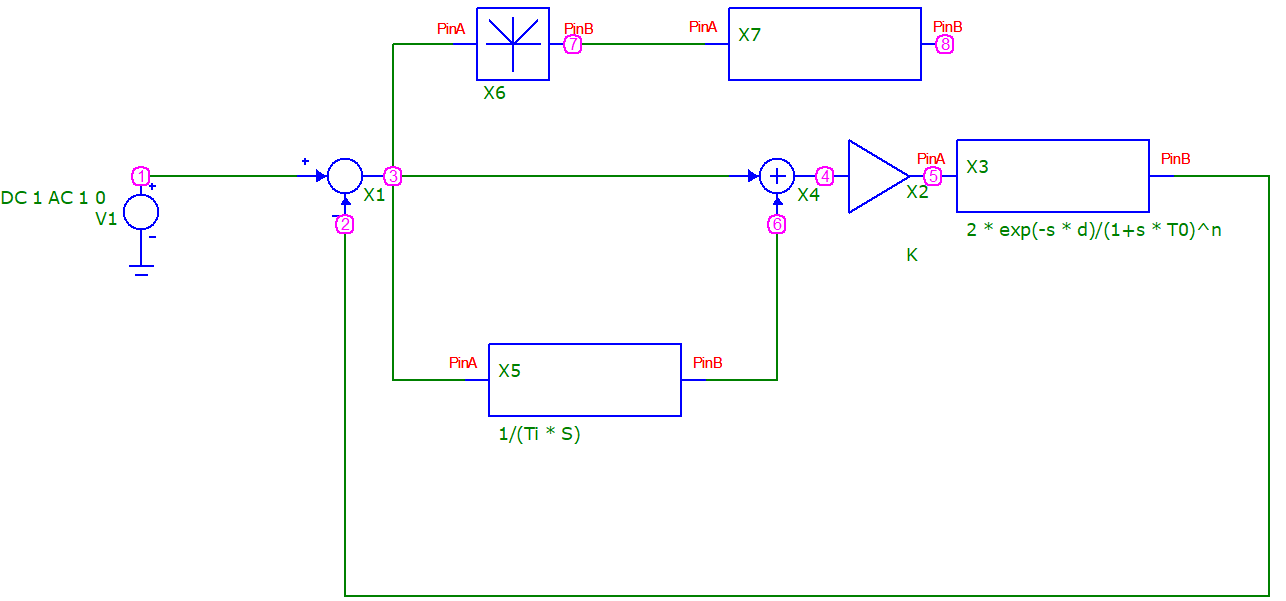 PinA PinB PinA PinB
7 8
X7
X6
+ PinA PinB
1 3 4 5
X3
DC 1 AC 1 0 + X1 X4 X2
V1
- - 2 6
2 * exp(-s * d)/(1+s * T0)^n
K
PinA PinB
X5
1/(Ti * S)